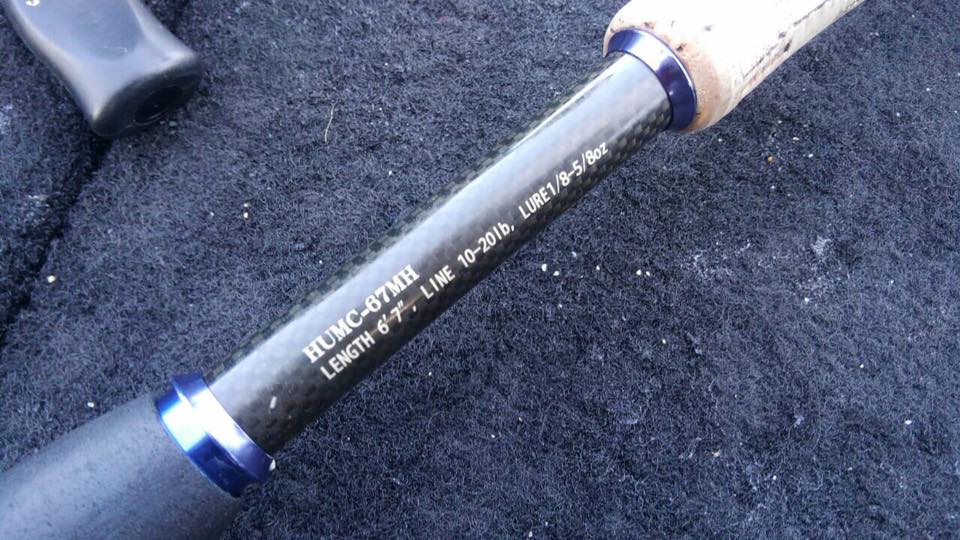 HUMC-67MH
LENGTH 6'7", LINE 10-20lb, LURE1/8-5/8oz